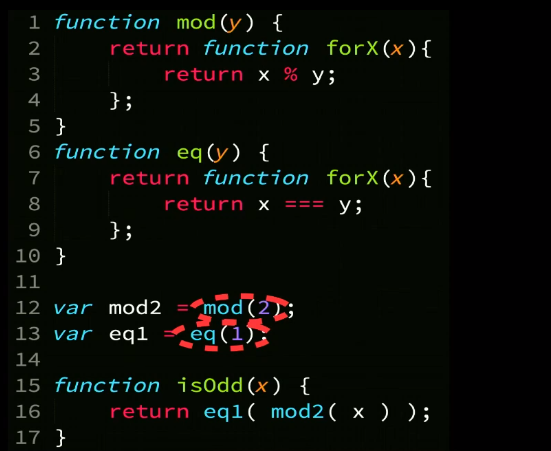 1 function mod(y) {
2     return function forX(x){
3         return x % y;
4     };
5 }
6 function eq(y) {
7     return function forX(x){
8         return x === y;
9     };
10 }
11
12 var mod2 = mod(2);
13 var eq1 = eq(1);
14
15 function isOdd(x) {
16     return eq1( mod2( x ) );
17 }